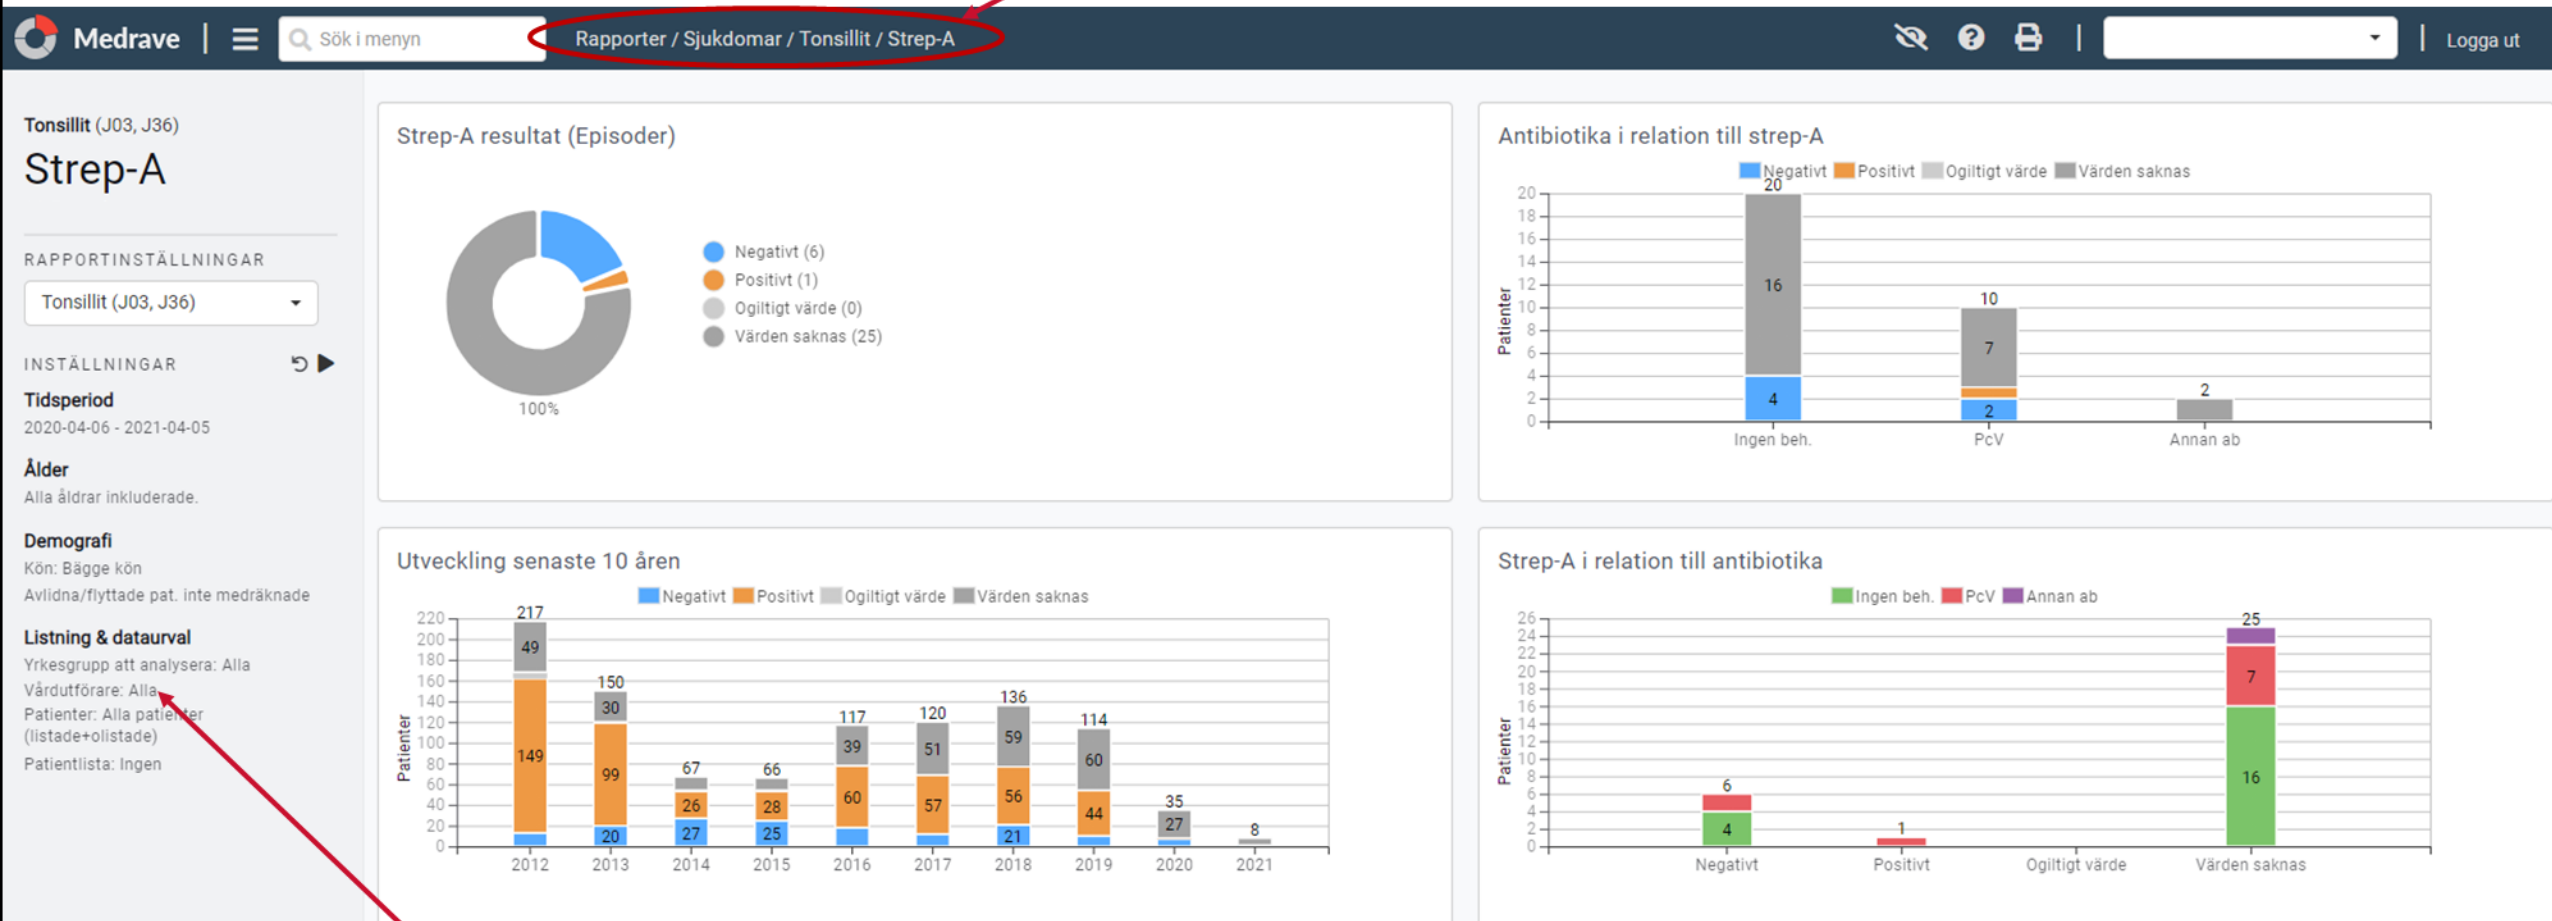 Medrave
Sök i menyn
Rapporter / Sjukdomar / Tonsillit / Strep-A
Logga ut
Tonsillit (J03, J36)
Strep-A
RAPPORTINSTÄLLNINGAR
Tonsillit (J03, J36)
INSTÄLLNINGAR
Tidsperiod
2020-04-06 - 2021-04-05
Ålder
Alla åldrar inkluderade.
Demografi
Kön: Bägge kön
Avlidna/flyttade pat. inte medräknade
Listning & dataurval
Yrkesgrupp att analysera: Alla
Vårdutförare: Alla
Patienter: Alla patienter
(listade+olistade)
Patientlista: Ingen
Strep-A resultat (Episoder)
Negativt (6)
Positivt (1)
Ogiltigt värde (0)
Värden saknas (25)
100%
Antibiotika i relation till strep-A
Negativt Positivt Ogiltigt värde Värden saknas
20
18
16
14
12
10
8
6
4
2
0
Patienter
20
16
4
10
7
2
2
Ingen beh. PcV Annan ab
Utveckling senaste 10 åren
Negativt Positivt Ogiltigt värde Värden saknas
220
200
180
160
140
120
100
80
60
40
20
0
Patienter
217
49
149
150
30
99
20
67
26
27
66
28
25
117
39
60
120
51
57
136
59
56
21
114
60
44
35
27
8
2012 2013 2014 2015 2016 2017 2018 2019 2020 2021
Strep-A i relation till antibiotika
Ingen beh. PcV Annan ab
26
24
22
20
18
16
14
12
10
8
6
4
2
0
Patienter
6
4
1
25
7
16
Negativt Positivt Ogiltigt värde Värden saknas